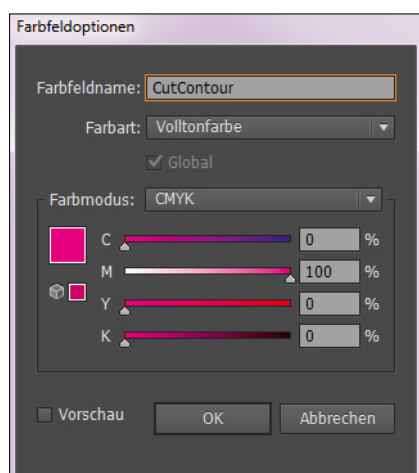 Farbfeldoptionen
Farbfeldname: CutContour
Farbart: Volltonfarbe
Global
Farbmodus: CMYK
C 0 %
M 100 %
Y 0 %
K 0 %
Vorschau OK Abbrechen